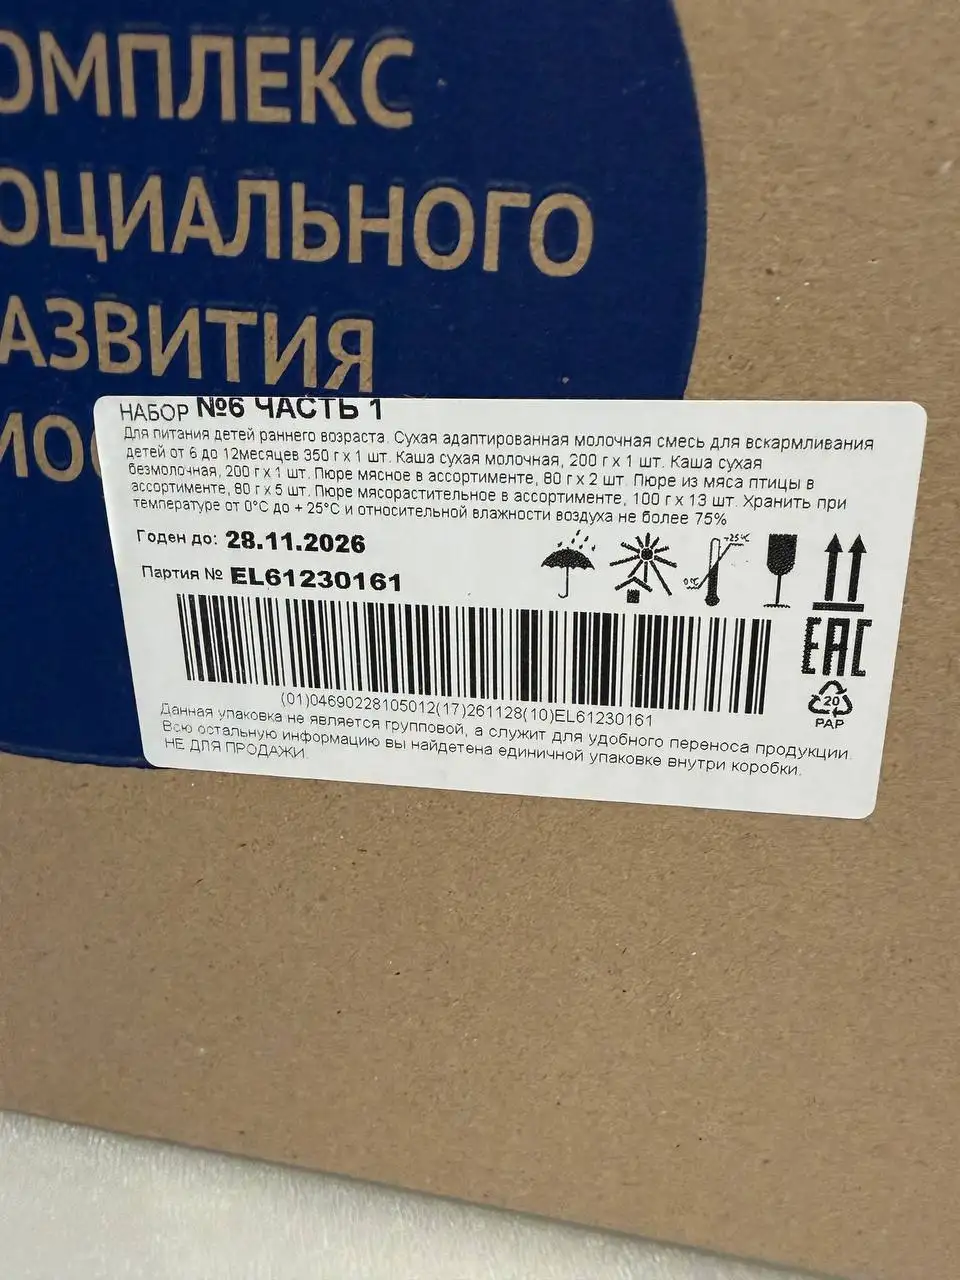 ОМПЛЕКС
ОЦИАЛЬНОГО
АЗВИТИЯ
НАБОР №6 ЧАСТЬ 1
Для питания детей раннего возраста. Сухая адаптированная молочная смесь для вскармливания
детей от 6 до 12месяцев 350 г х 1 шт. Каша сухая молочная, 200 г х 1 шт. Каша сухая
безмолочная, 200 г х 1 шт. Пюре мясное в ассортименте, 80 г х 2 шт. Пюре из мяса птицы в
ассортименте, 80 г х 5 шт. Пюре мясорастительное в ассортименте, 100 г х 13 шт. Хранить при
температуре от 0°С до + 25°С и относительной влажности воздуха не более 75%
Годен до: 28.11.2026
Партия № EL61230161
+25°C
0°C
EAC
(01)04690228105012(17)261128(10)EL61230161
20
PAP
Данная упаковка не является групповой, а служит для удобного переноса продукции.
Всю остальную информацию вы найдетена единичной упаковке внутри коробки.
НЕ ДЛЯ ПРОДАЖИ.